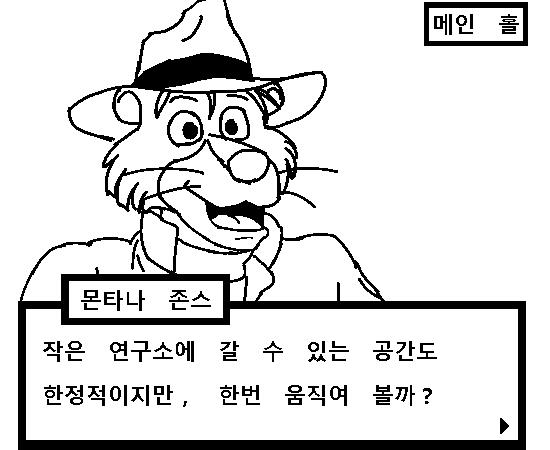 메인 홀
몬타나 존스
작은 연구소에 갈 수 있는 공간도
한정적이지만, 한번 움직여 볼까?